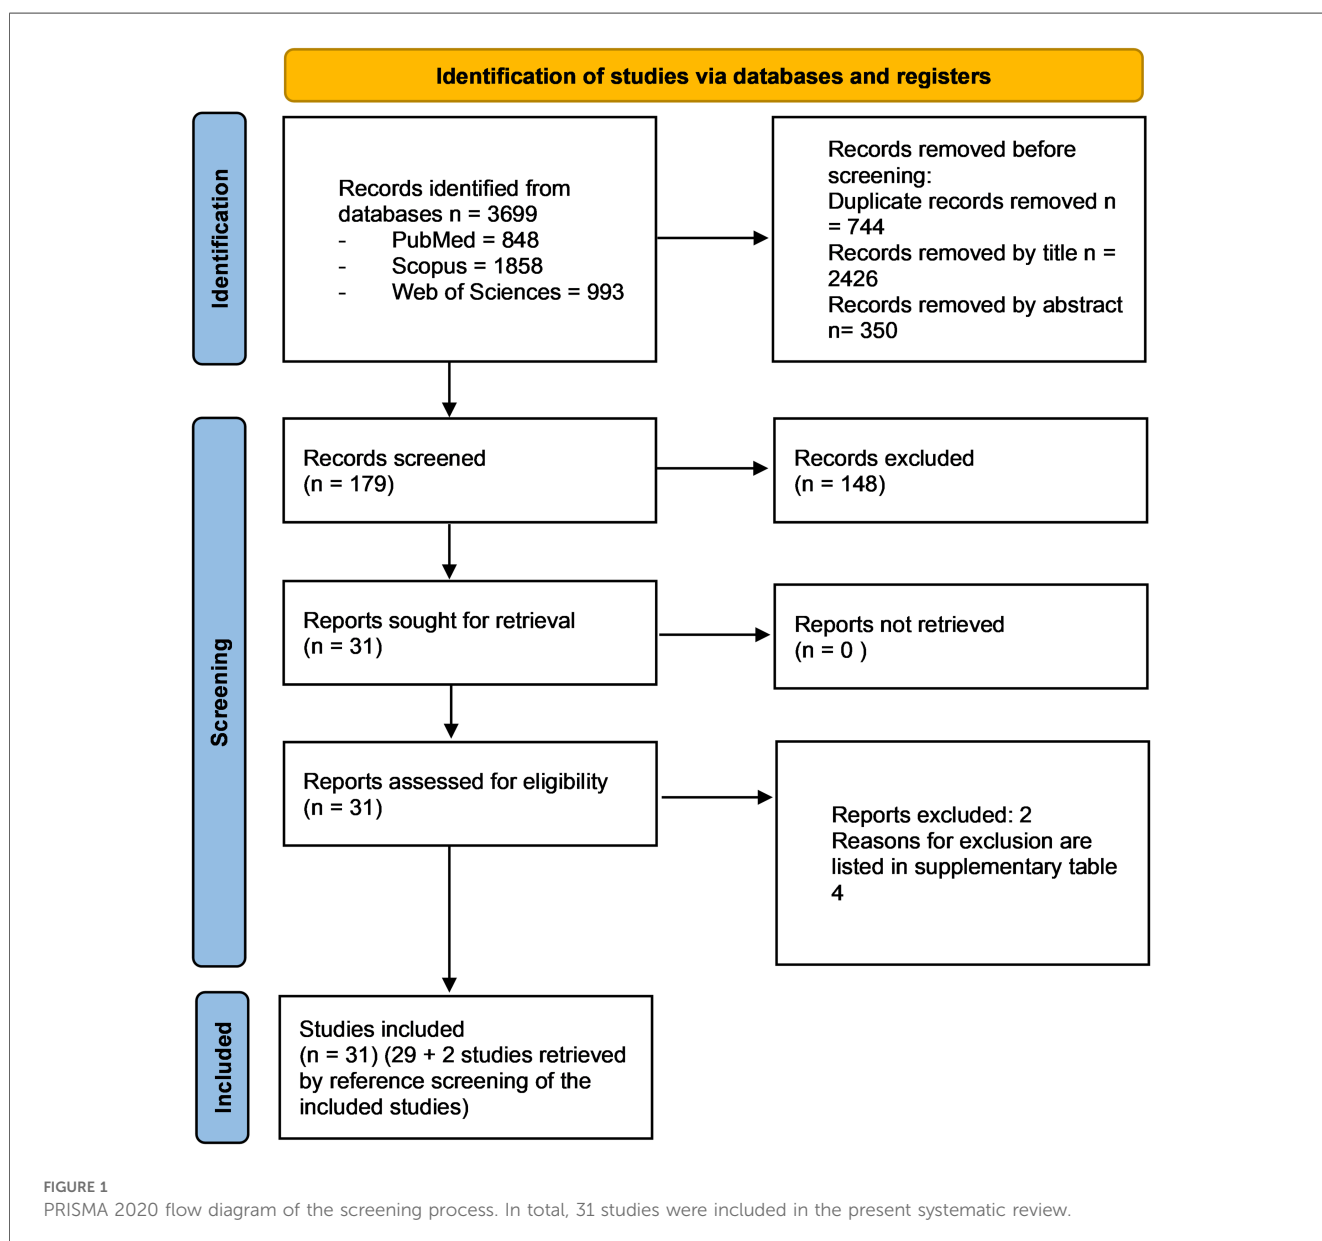 Identification of studies via databases and registers
Identification
Records identified from
databases n = 3699
- PubMed = 848
- Scopus = 1858
- Web of Sciences = 993
Records removed before
screening:
Duplicate records removed n
= 744
Records removed by title n =
2426
Records removed by abstract
n= 350
Screening
Records screened
(n = 179)
Records excluded
(n = 148)
Reports sought for retrieval
(n = 31)
Reports not retrieved
(n = 0 )
Reports assessed for eligibility
(n = 31)
Reports excluded: 2
Reasons for exclusion are
listed in supplementary table
4
Included
Studies included
(n = 31) (29 + 2 studies retrieved
by reference screening of the
included studies)
FIGURE 1
PRISMA 2020 flow diagram of the screening process. In total, 31 studies were included in the present systematic review.